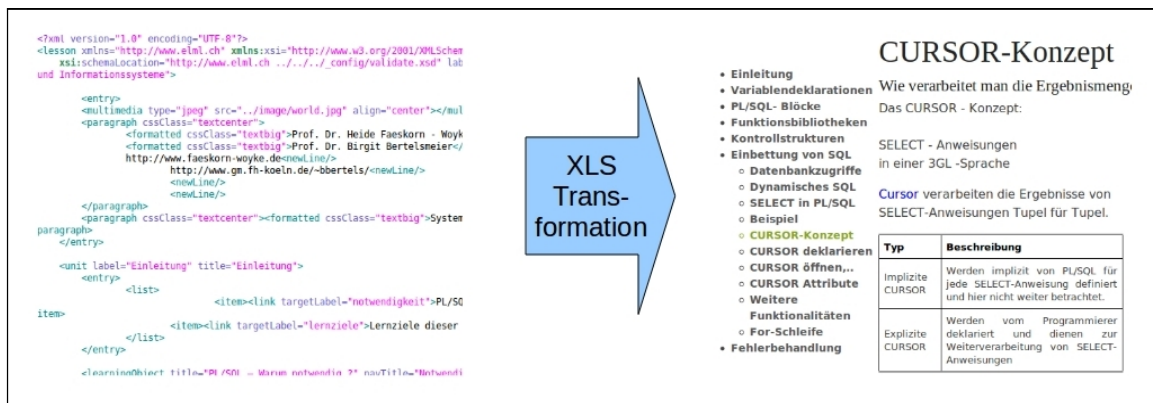 <?xml version="1.0" encoding="UTF-8"?>
<lesson xmlns="http://www.elml.ch" xmlns:xsi="http://www.w3.org/2001/XMLSchem
xsi:schemaLocation="http://www.elml.ch ../../../_config/validate.xsd" lab
und Informationssysteme">
<entry>
<multimedia type="jpeg" src="../image/world.jpg" align="center"></mul
<paragraph cssClass="textcenter">
<formatted cssClass="textbig">Prof. Dr. Heide Faeskorn - Woyk
<formatted cssClass="textbig">Prof. Dr. Birgit Bertelsmeier</
http://www.faeskorn-woyke.de<newLine/>
http://www.gm.fh-koeln.de/~bbertels/<newLine/>
<newLine/>
<newLine/>
</paragraph>
<paragraph cssClass="textcenter"><formatted cssClass="textbig">System
paragraph>
</entry>
<unit label="Einleitung" title="Einleitung">
<entry>
<list>
<item><link targetLabel="notwendigkeit">PL/SQ
item>
<item><link targetLabel="lernziele">Lernziele dieser
</list>
</entry>
<learningObject title="PL/SQL – Warum notwendig ?" navTitle="Notwendi
XLS
Trans-
formation
• Einleitung
• Variablendeklarationen
• PL/SQL- Blöcke
• Funktionsbibliotheken
• Kontrollstrukturen
• Einbettung von SQL
○ Datenbankzugriffe
○ Dynamisches SQL
○ SELECT in PL/SQL
○ Beispiel
○ CURSOR-Konzept
○ CURSOR deklarieren
○ CURSOR öffnen,..
○ CURSOR Attribute
○ Weitere
Funktionalitäten
○ For-Schleife
• Fehlerbehandlung
CURSOR-Konzept
Wie verarbeitet man die Ergebnismenge
Das CURSOR - Konzept:
SELECT - Anweisungen
in einer 3GL -Sprache
Cursor verarbeiten die Ergebnisse von
SELECT-Anweisungen Tupel für Tupel.
Typ Beschreibung
Implizite CURSOR
Werden implizit von PL/SQL für
jede SELECT-Anweisung definiert
und hier nicht weiter betrachtet.
Explizite CURSOR
Werden vom Programmierer
deklariert und dienen zur
Weiterverarbeitung von SELECT-
Anweisungen